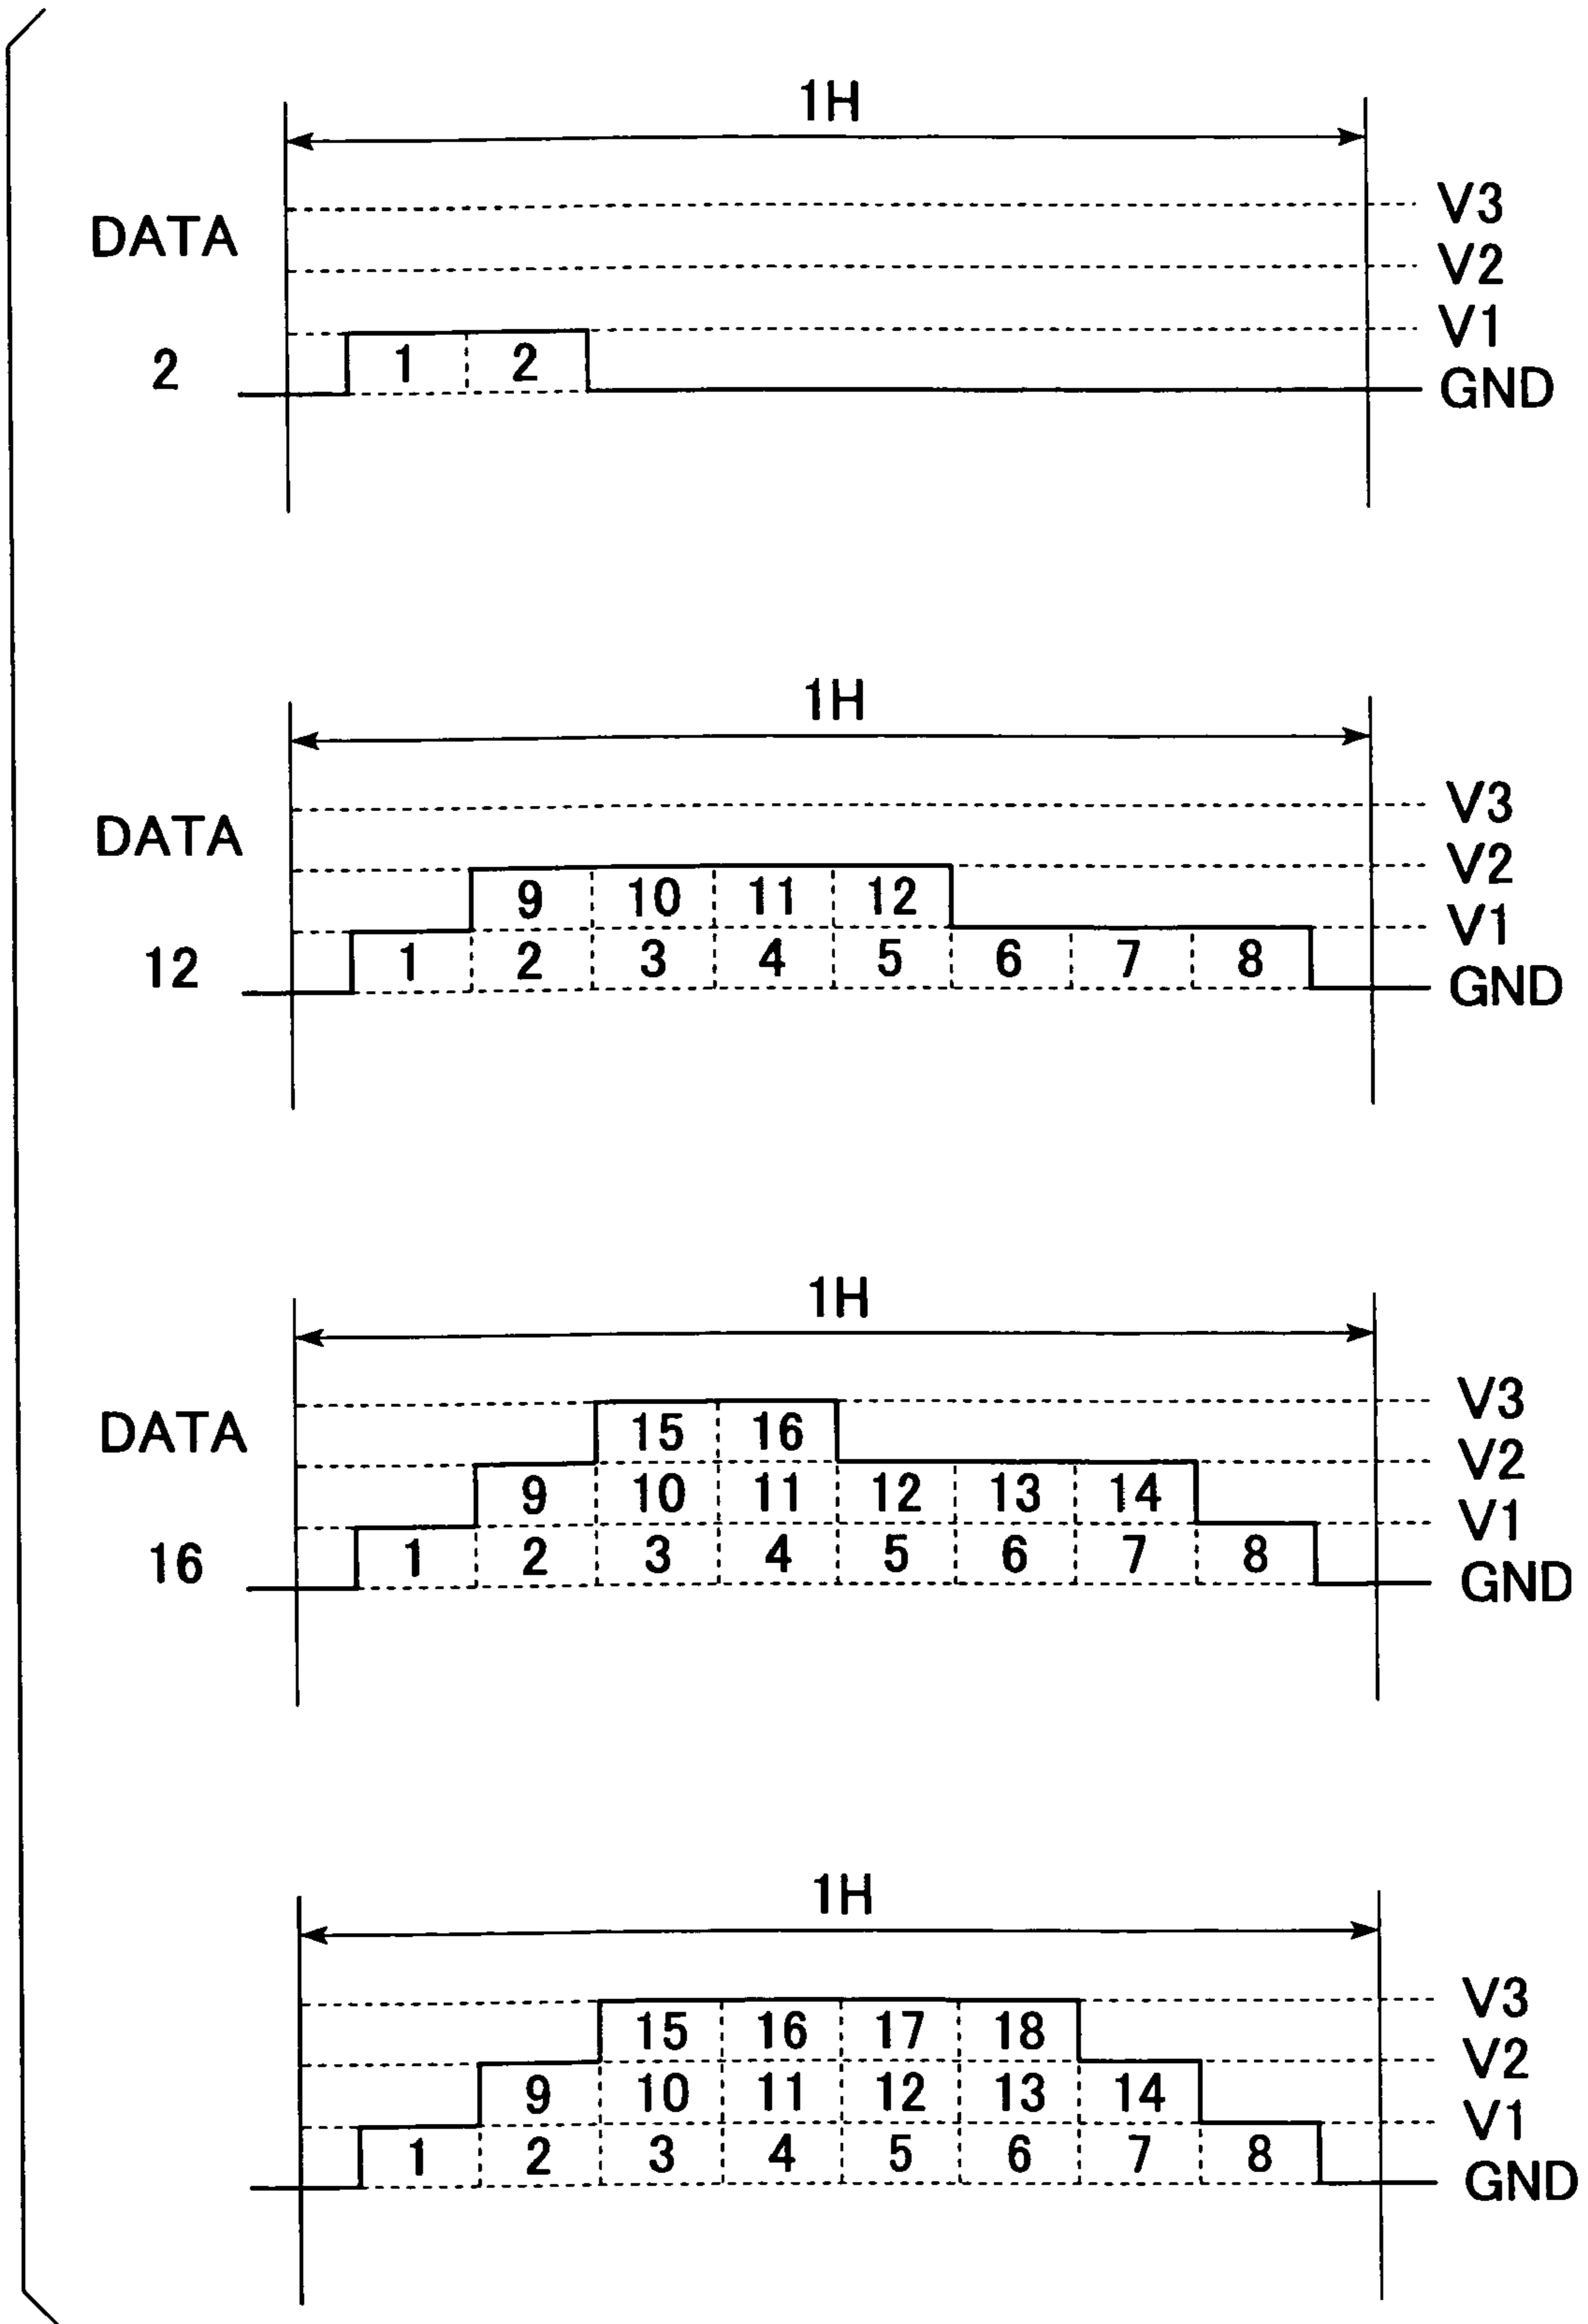 1H
V3
DATA
V2
V1
2 1 2
GND
1H
V3
DATA
V2
9 10 11 12
V1
12 1 2 3 4 5 6 7 8
GND
1H
V3
DATA 15 16
V2
9 10 11 12 13 14
V1
16 1 2 3 4 5 6 7 8
GND
1H
V3
15 16 17 18
V2
9 10 11 12 13 14
V1
1 2 3 4 5 6 7 8
GND